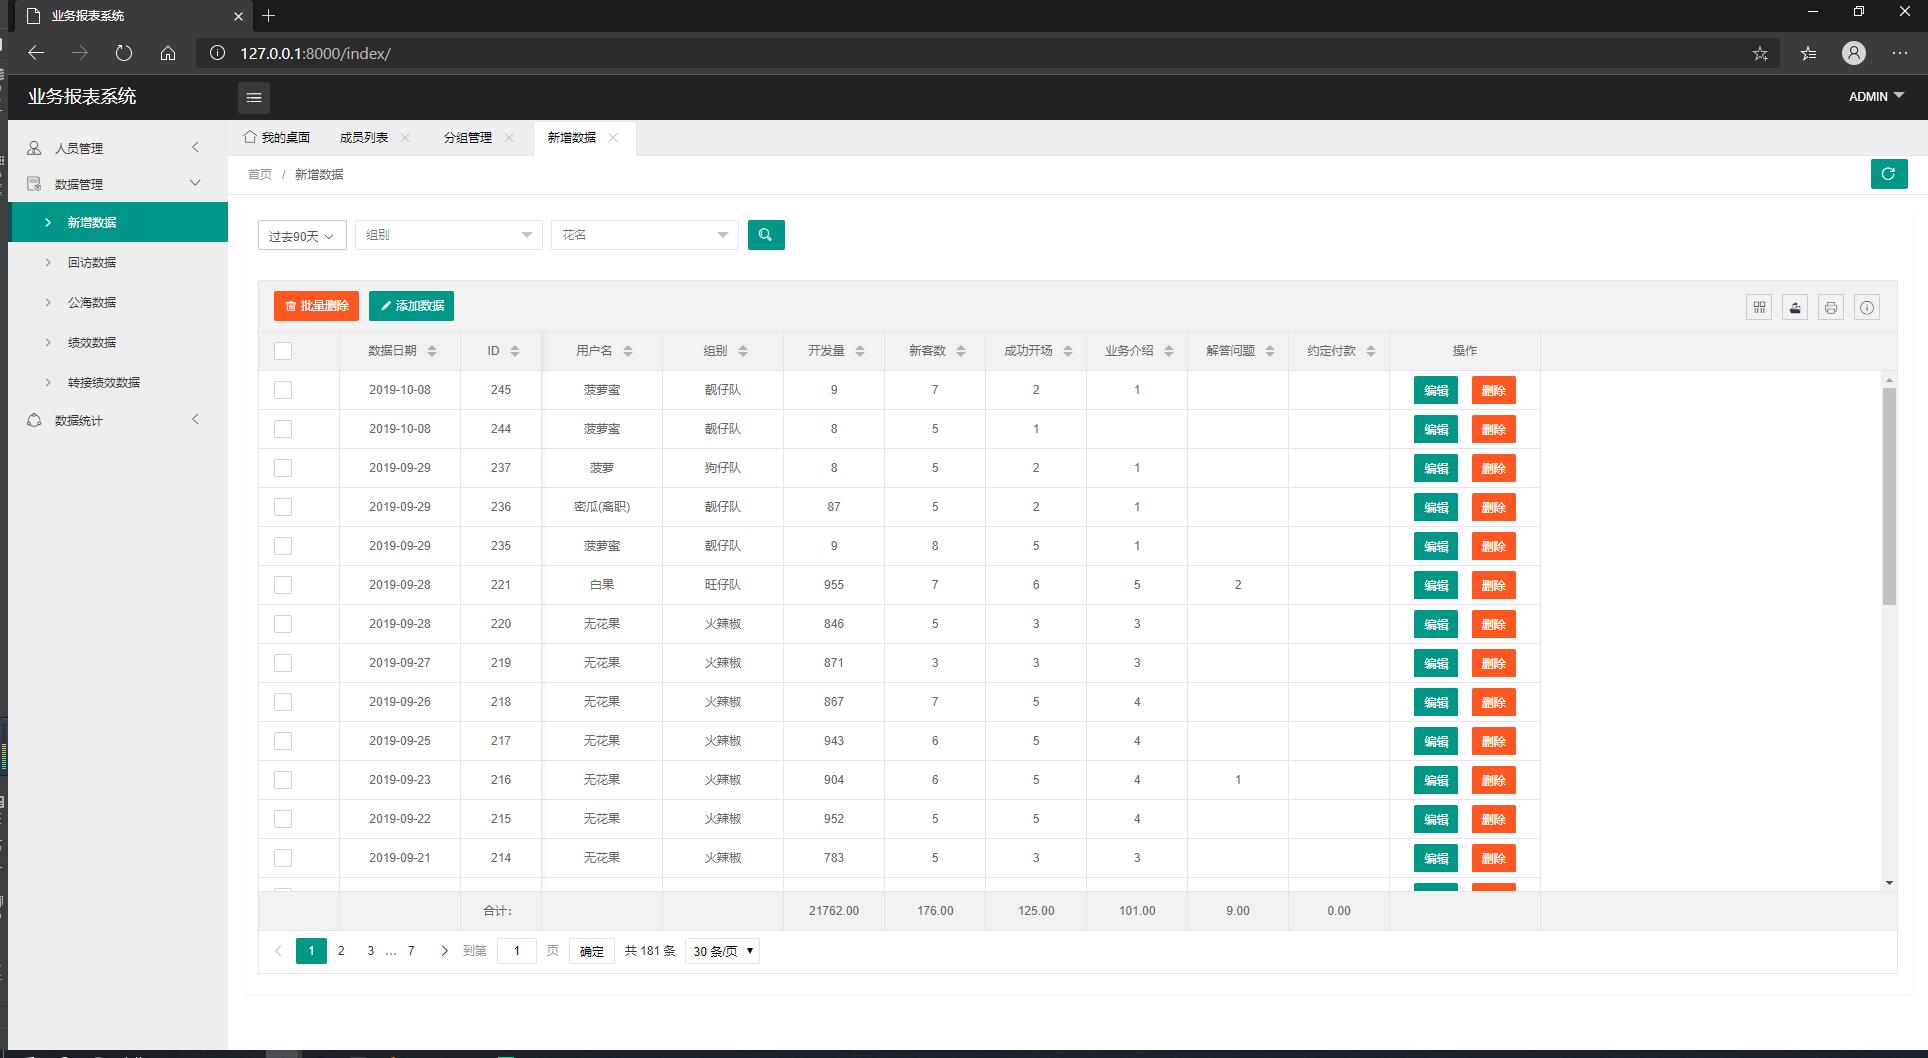 业务报表系统
127.0.0.1:8000/index/
业务报表系统
ADMIN
人员管理
数据管理
新增数据
回访数据
公海数据
绩效数据
转接绩效数据
数据统计
我的桌面 成员列表 分组管理 新增数据
首页 / 新增数据
过去90天 组别 花名
批量删除 添加数据
数据日期 ID 用户名 组别 开发量 新客数 成功开场 业务介绍 解答问题 约定付款 操作
2019-10-08 245 菠萝蜜 靓仔队 9 7 2 1 编辑 删除
2019-10-08 244 菠萝蜜 靓仔队 8 5 1 编辑 删除
2019-09-29 237 菠萝 狗仔队 8 5 2 1 编辑 删除
2019-09-29 236 密瓜(离职) 靓仔队 87 5 2 1 编辑 删除
2019-09-29 235 菠萝蜜 靓仔队 9 8 5 1 编辑 删除
2019-09-28 221 白果 旺仔队 955 7 6 5 2 编辑 删除
2019-09-28 220 无花果 火辣椒 846 5 3 3 编辑 删除
2019-09-27 219 无花果 火辣椒 871 3 3 3 编辑 删除
2019-09-26 218 无花果 火辣椒 867 7 5 4 编辑 删除
2019-09-25 217 无花果 火辣椒 943 6 5 4 编辑 删除
2019-09-23 216 无花果 火辣椒 904 6 5 4 1 编辑 删除
2019-09-22 215 无花果 火辣椒 952 5 5 4 编辑 删除
2019-09-21 214 无花果 火辣椒 783 5 3 3 编辑 删除
合计: 21762.00 176.00 125.00 101.00 9.00 0.00
1 2 3 … 7 到第 1 页 确定 共 181 条 30 条/页